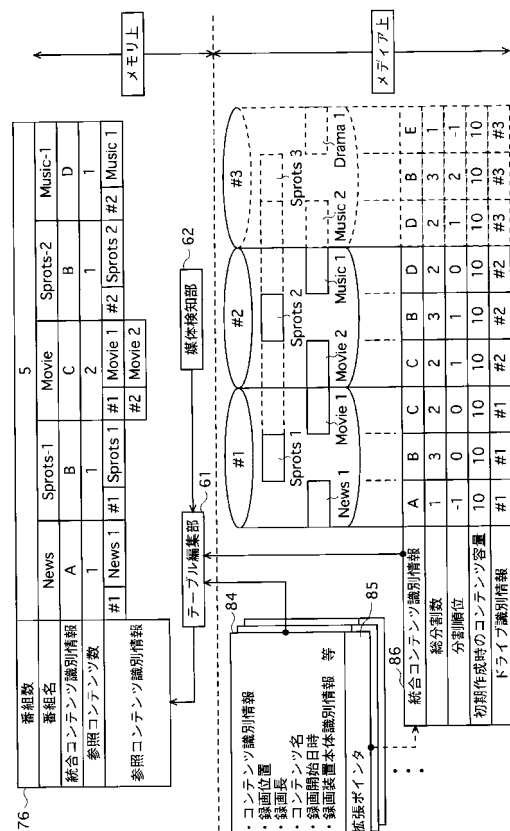 76
番組数 5
番組名 News Sprots-1 Movie Sprots-2 Music-1
統合コンテンツ識別情報 A B C B D
参照コンテンツ数 1 1 2 1 1
参照コンテンツ識別情報 #1 News 1 #1 Sprots 1 #1 Movie 1 #2 Sprots 2 #2 Music 1
#2 Movie 2
メモリ上
テーブル編集部 61
媒体検知部 62
メディア上
84
・コンテンツ識別情報
・録画位置
・録画長
・コンテンツ名
・録画開始日時
・録画装置本体識別情報 等
拡張ポインタ
85
・・・
#1 #2 #3
Sprots 1 Sprots 2 Sprots 3
News 1 Movie 1 Movie 2 Music 1 Music 2 Drama 1
86
統合コンテンツ識別情報 A B C C B D D B E
総分割数 1 3 2 2 3 2 2 3 1
分割順位 -1 0 0 1 1 0 1 2 -1
初期作成時のコンテンツ容量 10 10 10 10 10 10 10 10 10
ドライブ識別情報 #1 #1 #1 #2 #2 #2 #3 #3 #3